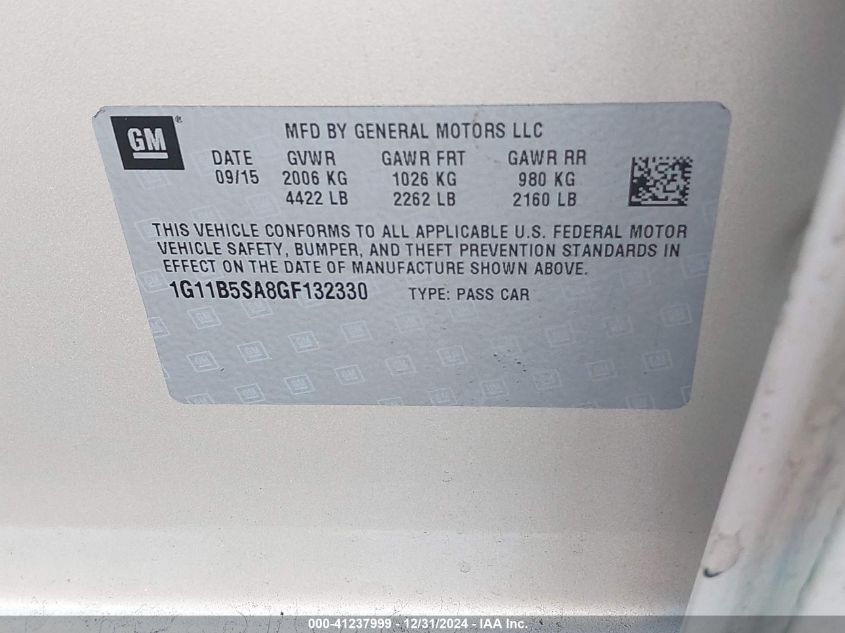 GM®
MFD BY GENERAL MOTORS LLC
DATE GVWR GAWR FRT GAWR RR
09/15 2006 KG 1026 KG 980 KG
4422 LB 2262 LB 2160 LB
THIS VEHICLE CONFORMS TO ALL APPLICABLE U.S. FEDERAL MOTOR
VEHICLE SAFETY, BUMPER, AND THEFT PREVENTION STANDARDS IN
EFFECT ON THE DATE OF MANUFACTURE SHOWN ABOVE.
1G11B5SA8GF132330 TYPE: PASS CAR
000-41237999 - 12/31/2024 - IAA Inc.